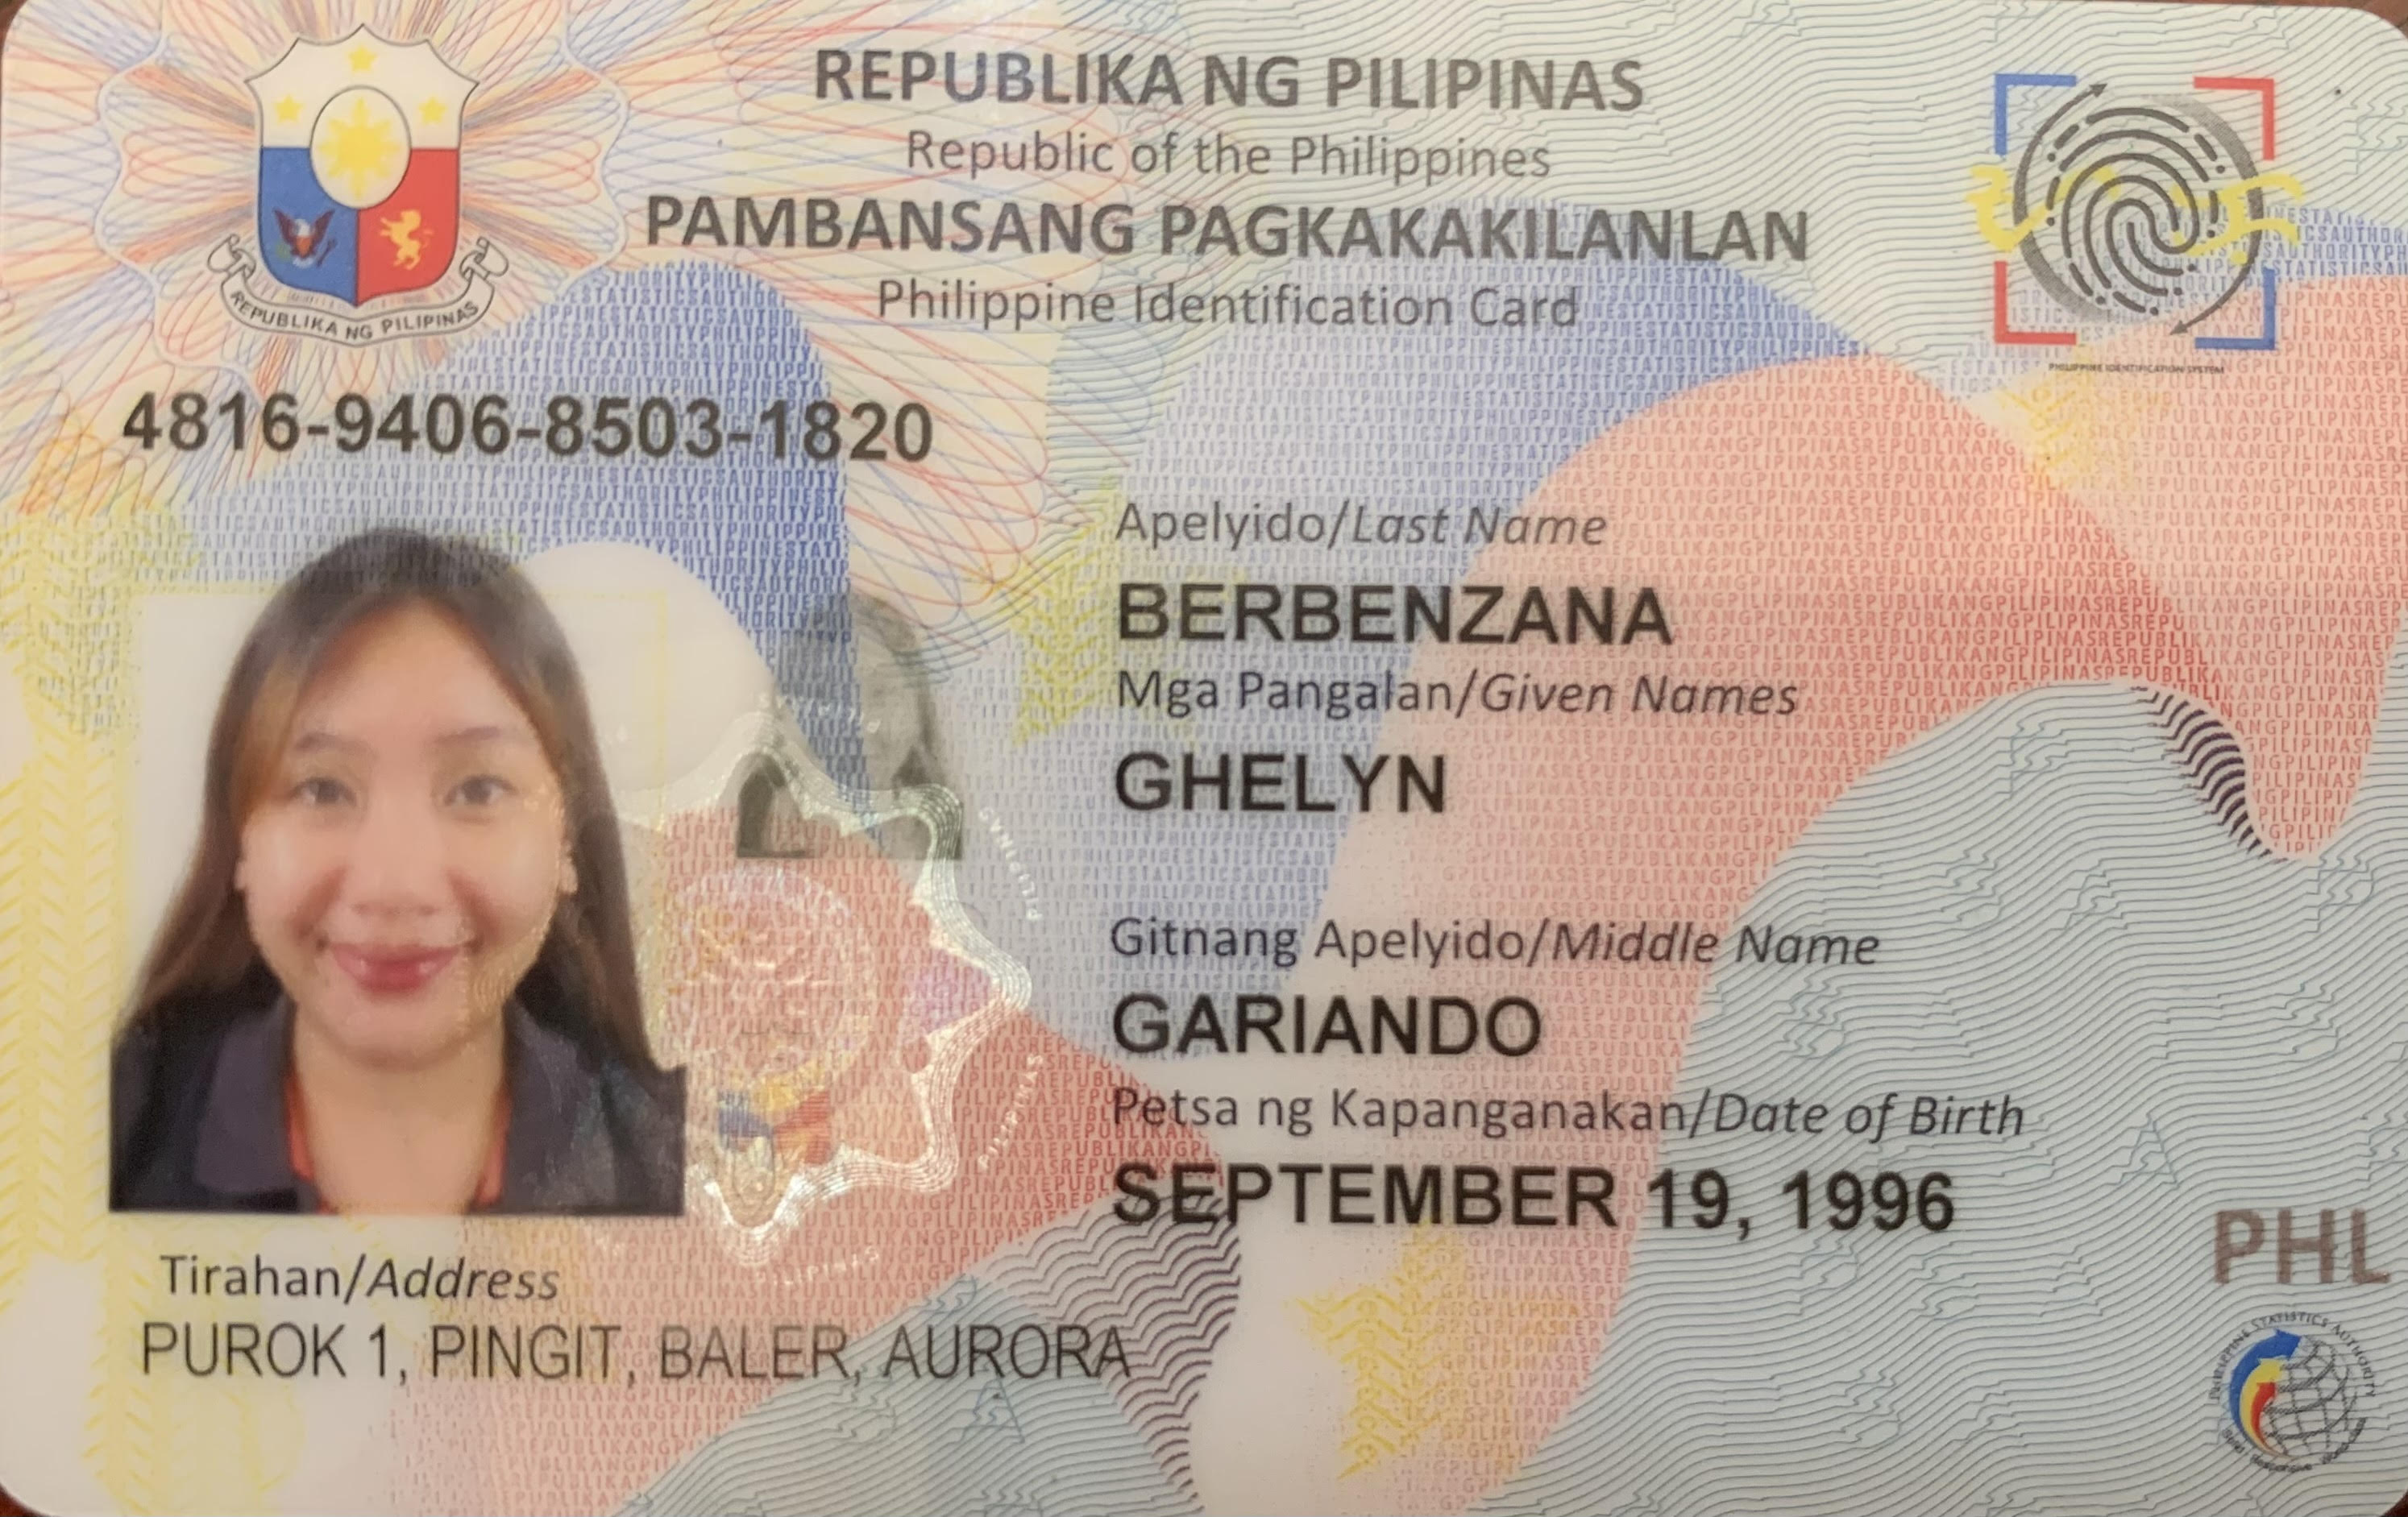 REPUBLIKA NG PILIPINAS
Republic of the Philippines
PAMBANSANG PAGKAKAKILANLAN
Philippine Identification Card
REPUBLIKA NG PILIPINAS
PHILIPPINE IDENTIFICATION SYSTEM
4816-9406-8503-1820
Apelyido/Last Name
BERBENZANA
Mga Pangalan/Given Names
GHELYN
Gitnang Apelyido/Middle Name
GARIANDO
Petsa ng Kapanganakan/Date of Birth
SEPTEMBER 19, 1996
Tirahan/Address
PUROK 1, PINGIT, BALER, AURORA
PHL
PHILIPPINE STATISTICS AUTHORITY